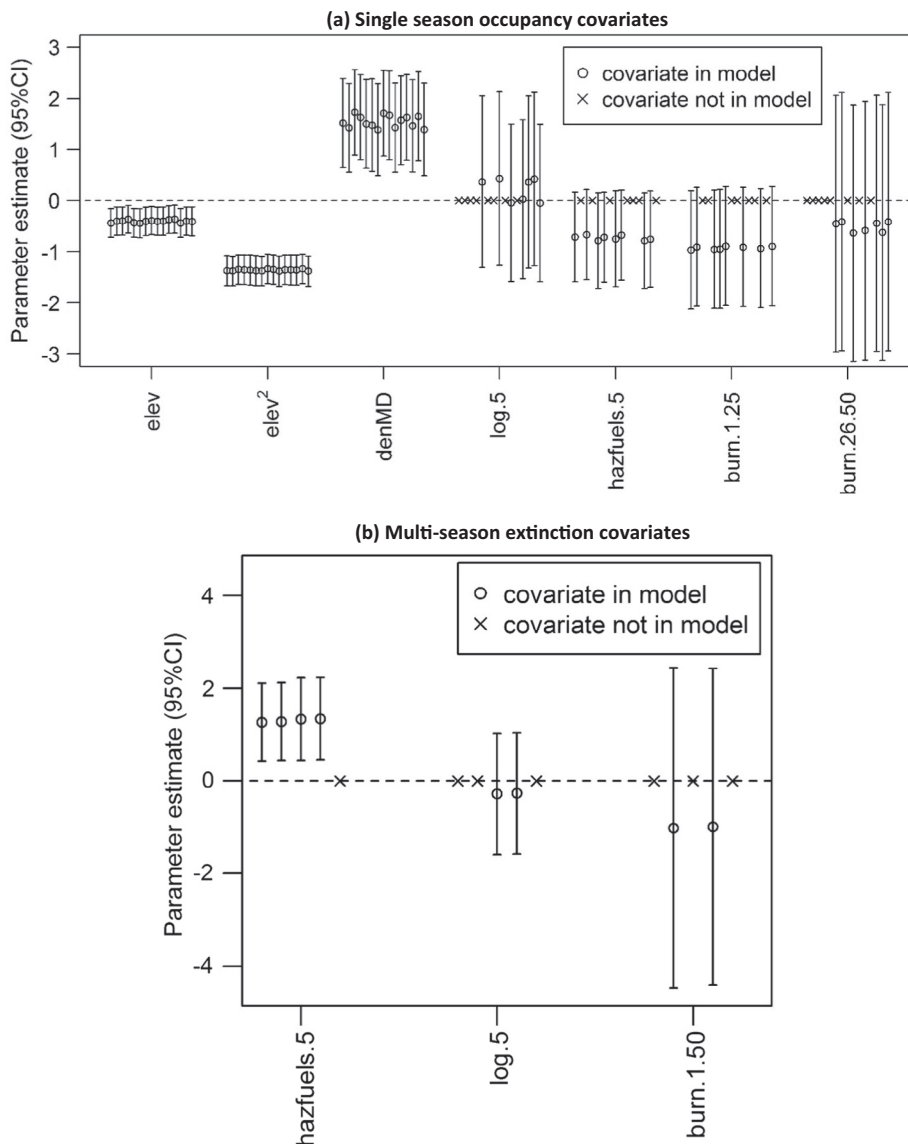 (a) Single season occupancy covariates
Parameter estimate (95%CI)
3
2
1
0
-1
-2
-3
covariate in model
covariate not in model
elev
elev²
denMD
log.5
hazfuels.5
burn.1.25
burn.26.50
(b) Multi-season extinction covariates
Parameter estimate (95%CI)
4
2
0
-2
-4
covariate in model
covariate not in model
hazfuels.5
log.5
burn.1.50